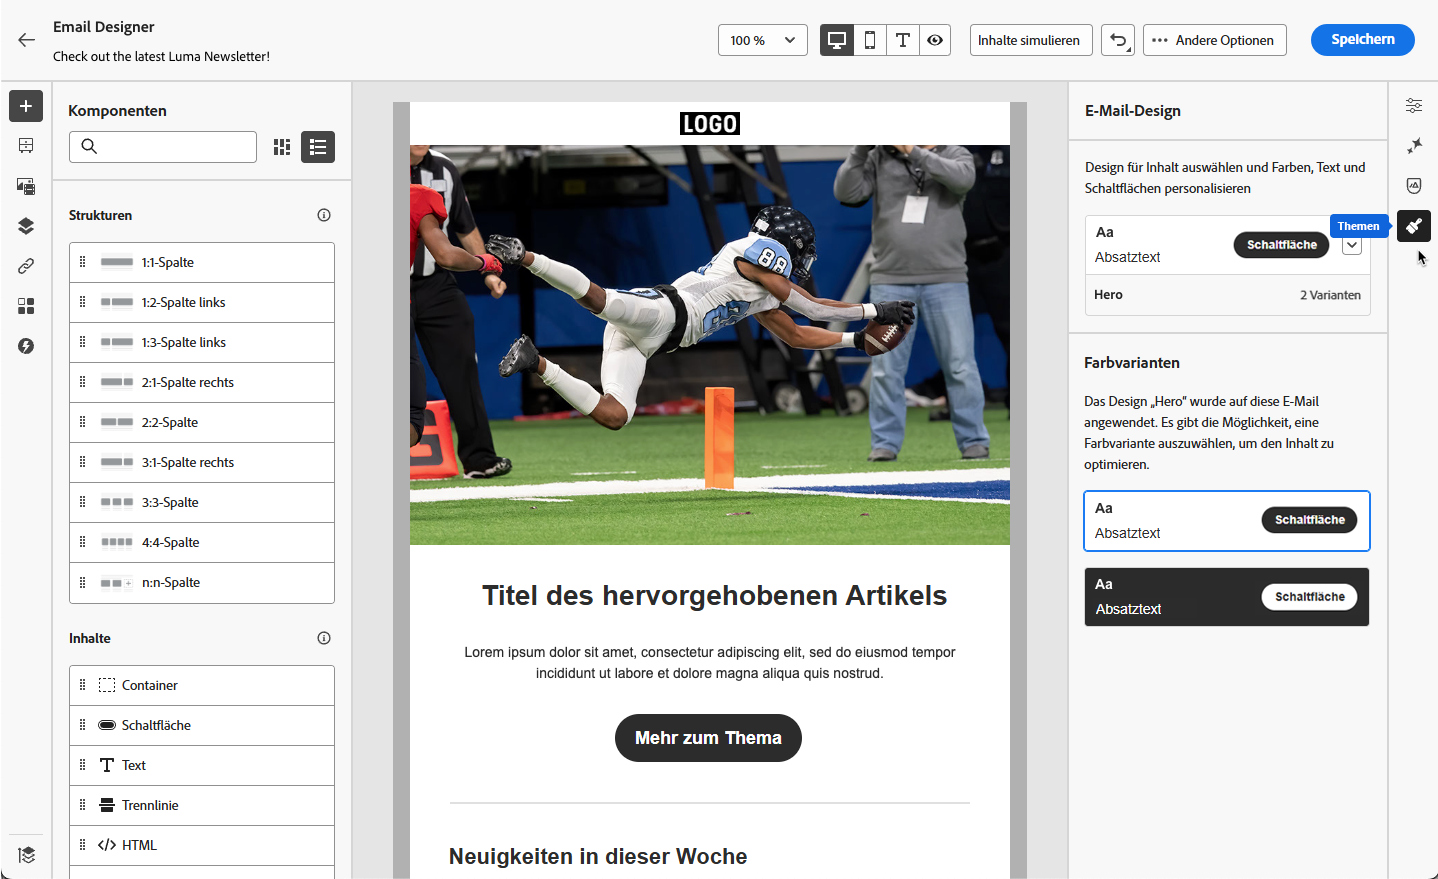 Email Designer
Check out the latest Luma Newsletter!
100 %
Inhalte simulieren
Andere Optionen
Speichern
Komponenten
Strukturen
1:1-Spalte
1:2-Spalte links
1:3-Spalte links
2:1-Spalte rechts
2:2-Spalte
3:1-Spalte rechts
3:3-Spalte
4:4-Spalte
n:n-Spalte
Inhalte
Container
Schaltfläche
Text
Trennlinie
HTML
LOGO
88
Titel des hervorgehobenen Artikels
Lorem ipsum dolor sit amet, consectetur adipiscing elit, sed do eiusmod tempor
incididunt ut labore et dolore magna aliqua quis nostrud.
Mehr zum Thema
Neuigkeiten in dieser Woche
E-Mail-Design
Design für Inhalt auswählen und Farben, Text und
Schaltflächen personalisieren
Aa
Absatztext
Schaltfläche
Themen
Hero
2 Varianten
Farbvarianten
Das Design „Hero“ wurde auf diese E-Mail
angewendet. Es gibt die Möglichkeit, eine
Farbvariante auszuwählen, um den Inhalt zu
optimieren.
Aa
Absatztext
Schaltfläche
Aa
Absatztext
Schaltfläche